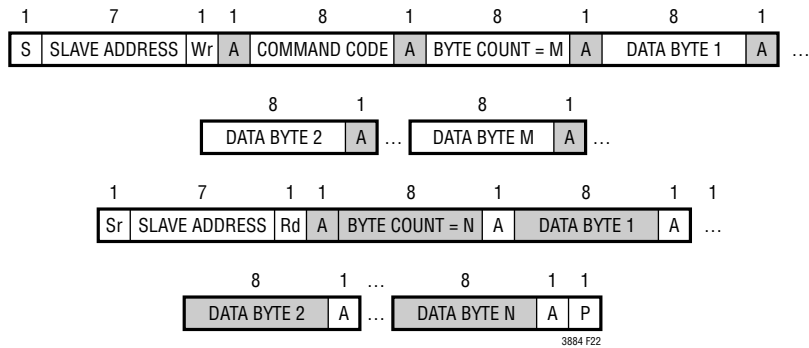 1 7 1 1 8 1 8 1 8 1
S SLAVE ADDRESS Wr A COMMAND CODE A BYTE COUNT = M A DATA BYTE 1 A …
8 1 8 1
DATA BYTE 2 A … DATA BYTE M A …
1 7 1 1 8 1 8 1 1
Sr SLAVE ADDRESS Rd A BYTE COUNT = N A DATA BYTE 1 A …
8 1 … 8 1 1
DATA BYTE 2 A … DATA BYTE N A P
3884 F22